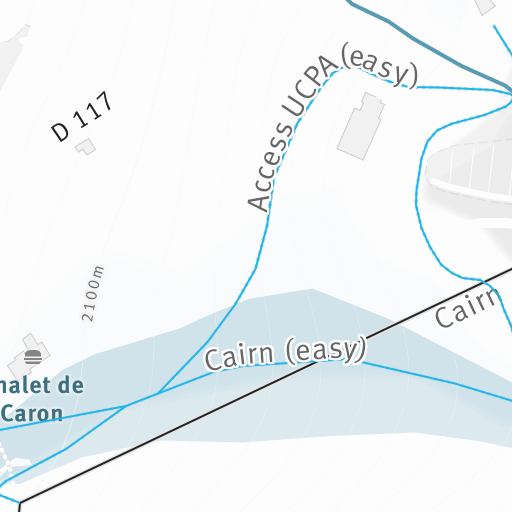 Access UCPA (easy)
D 117
2100m
Cairn
Cairn (easy)
halet de
Caron